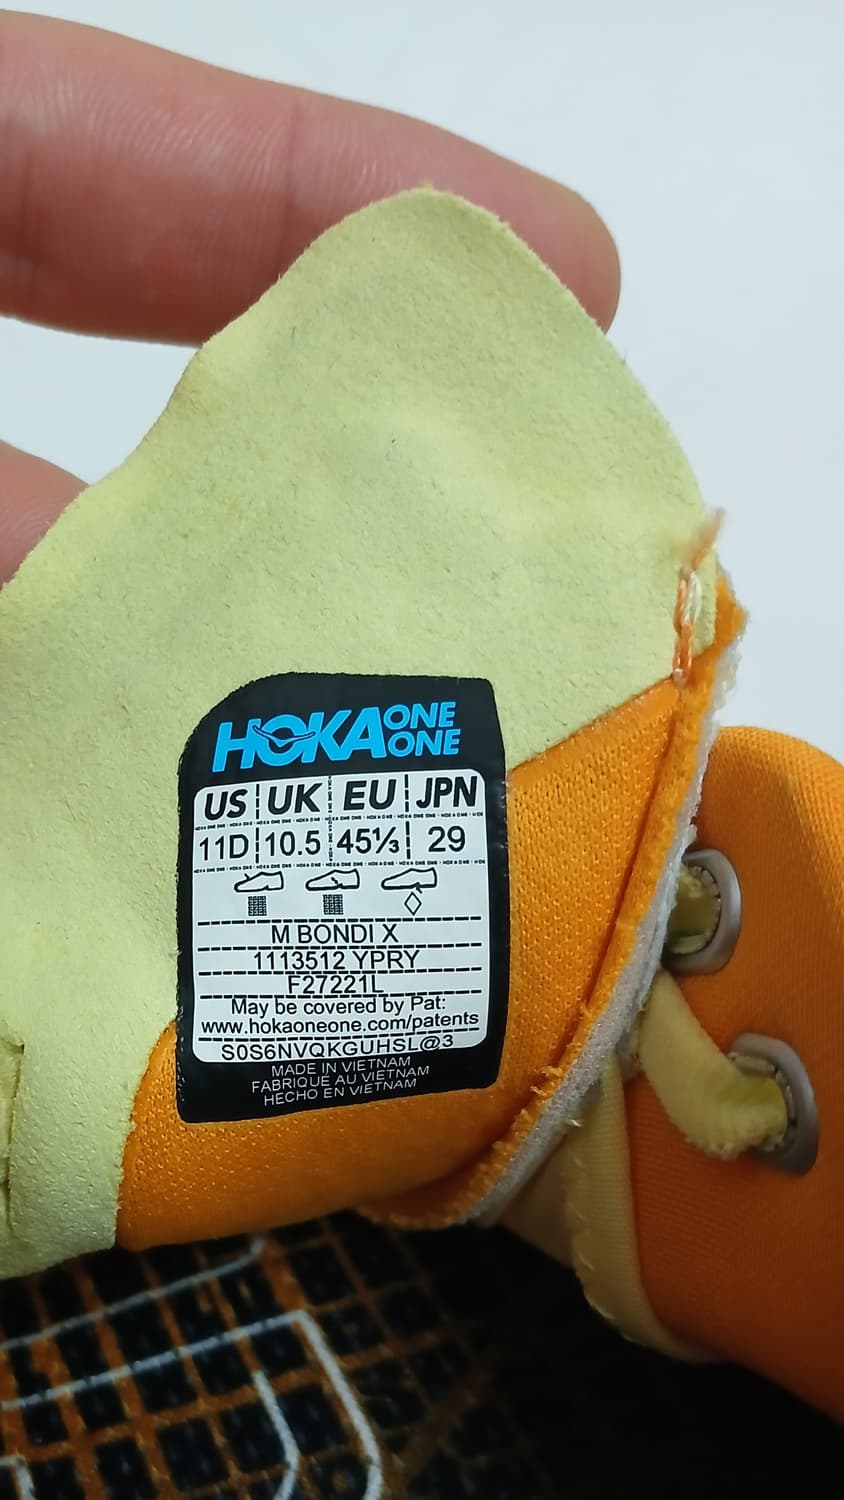 HOKA ONE ONE
US UK EU JPN
11D 10.5 45⅓ 29
M BONDI X
1113512 YPRY
F27221L
May be covered by Pat:
www.hokaoneone.com/patents
S0S6NVQKGUHSL@3
MADE IN VIETNAM
FABRIQUE AU VIETNAM
HECHO EN VIETNAM